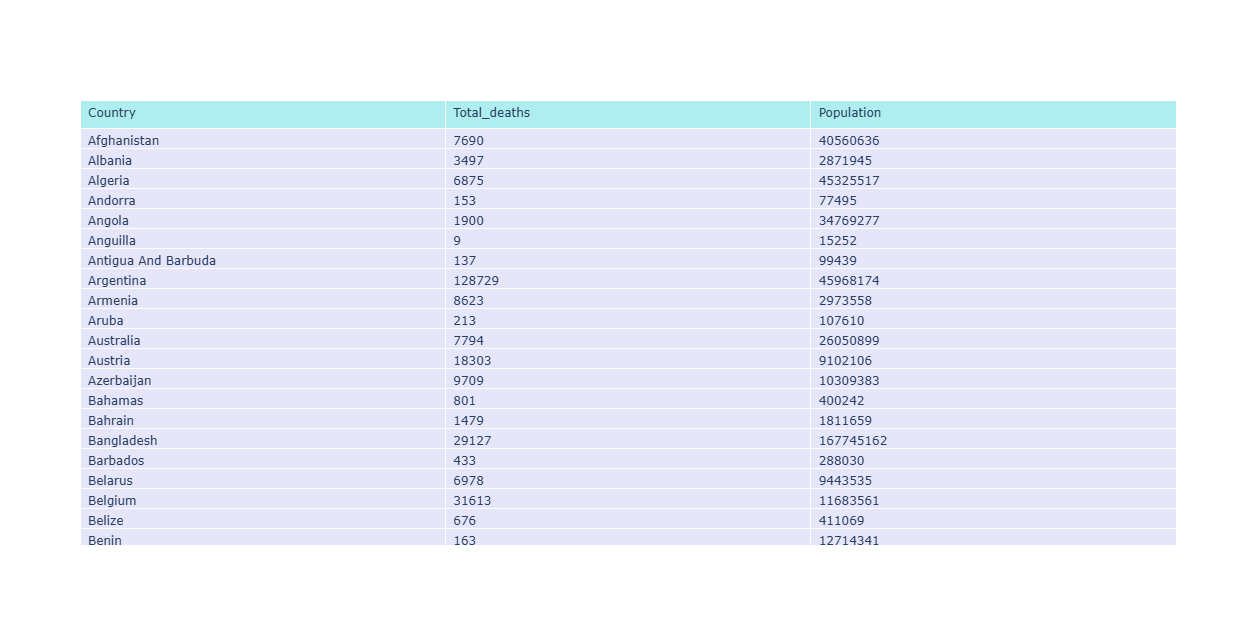 Country Total_deaths Population
Afghanistan 7690 40560636
Albania 3497 2871945
Algeria 6875 45325517
Andorra 153 77495
Angola 1900 34769277
Anguilla 9 15252
Antigua And Barbuda 137 99439
Argentina 128729 45968174
Armenia 8623 2973558
Aruba 213 107610
Australia 7794 26050899
Austria 18303 9102106
Azerbaijan 9709 10309383
Bahamas 801 400242
Bahrain 1479 1811659
Bangladesh 29127 167745162
Barbados 433 288030
Belarus 6978 9443535
Belgium 31613 11683561
Belize 676 411069
Benin 163 12714341